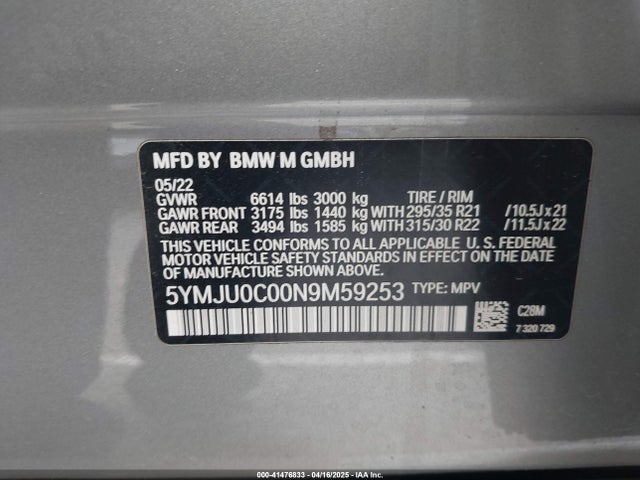 MFD BY BMW M GMBH
05/22
GVWR 6614 lbs 3000 kg TIRE / RIM
GAWR FRONT 3175 lbs 1440 kg WITH 295/35 R21 /10.5J x 21
GAWR REAR 3494 lbs 1585 kg WITH 315/30 R22 /11.5J x 22
THIS VEHICLE CONFORMS TO ALL APPLICABLE U. S. FEDERAL
MOTOR VEHICLE SAFETY STANDARDS IN EFFECT ON THE
DATE OF MANUFACTURE SHOWN ABOVE.
5YMJU0C00N9M59253 TYPE: MPV
C28M
7 320 729
000-41476833 - 04/16/2025 - IAA Inc.